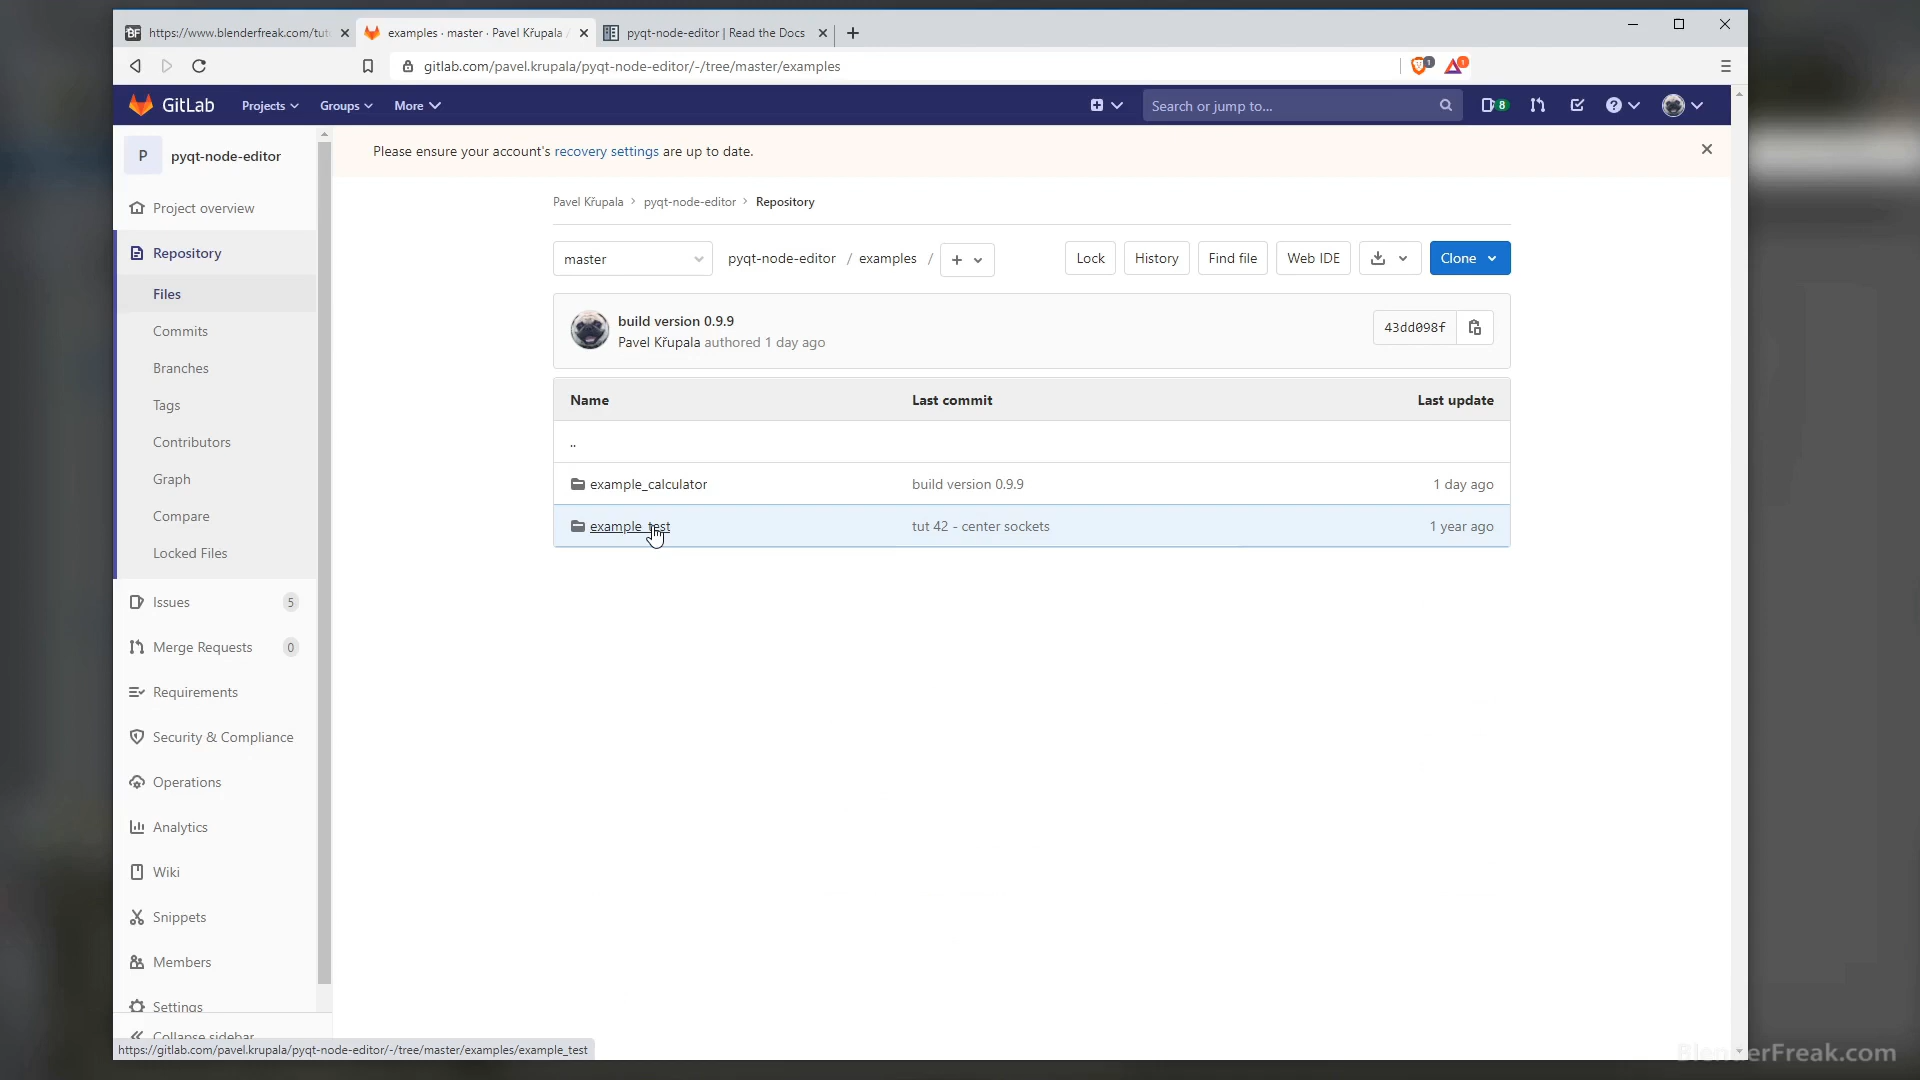 https://www.blenderfreak.com/tut
examples · master · Pavel Křupala /
pyqt-node-editor | Read the Docs
gitlab.com/pavel.krupala/pyqt-node-editor/-/tree/master/examples
1
1
GitLab
Projects
Groups
More
Search or jump to...
8
P
pyqt-node-editor
Please ensure your account's recovery settings are up to date.
Project overview
Repository
Files
Commits
Branches
Tags
Contributors
Graph
Compare
Locked Files
Issues
5
Merge Requests
0
Requirements
Security & Compliance
Operations
Analytics
Wiki
Snippets
Members
Settings
Collapse sidebar
Pavel Křupala > pyqt-node-editor > Repository
master
pyqt-node-editor / examples /
Lock
History
Find file
Web IDE
Clone
build version 0.9.9
Pavel Křupala authored 1 day ago
43dd098f
Name
Last commit
Last update
..
example_calculator
build version 0.9.9
1 day ago
example_test
tut 42 - center sockets
1 year ago
https://gitlab.com/pavel.krupala/pyqt-node-editor/-/tree/master/examples/example_test
BlenderFreak.com